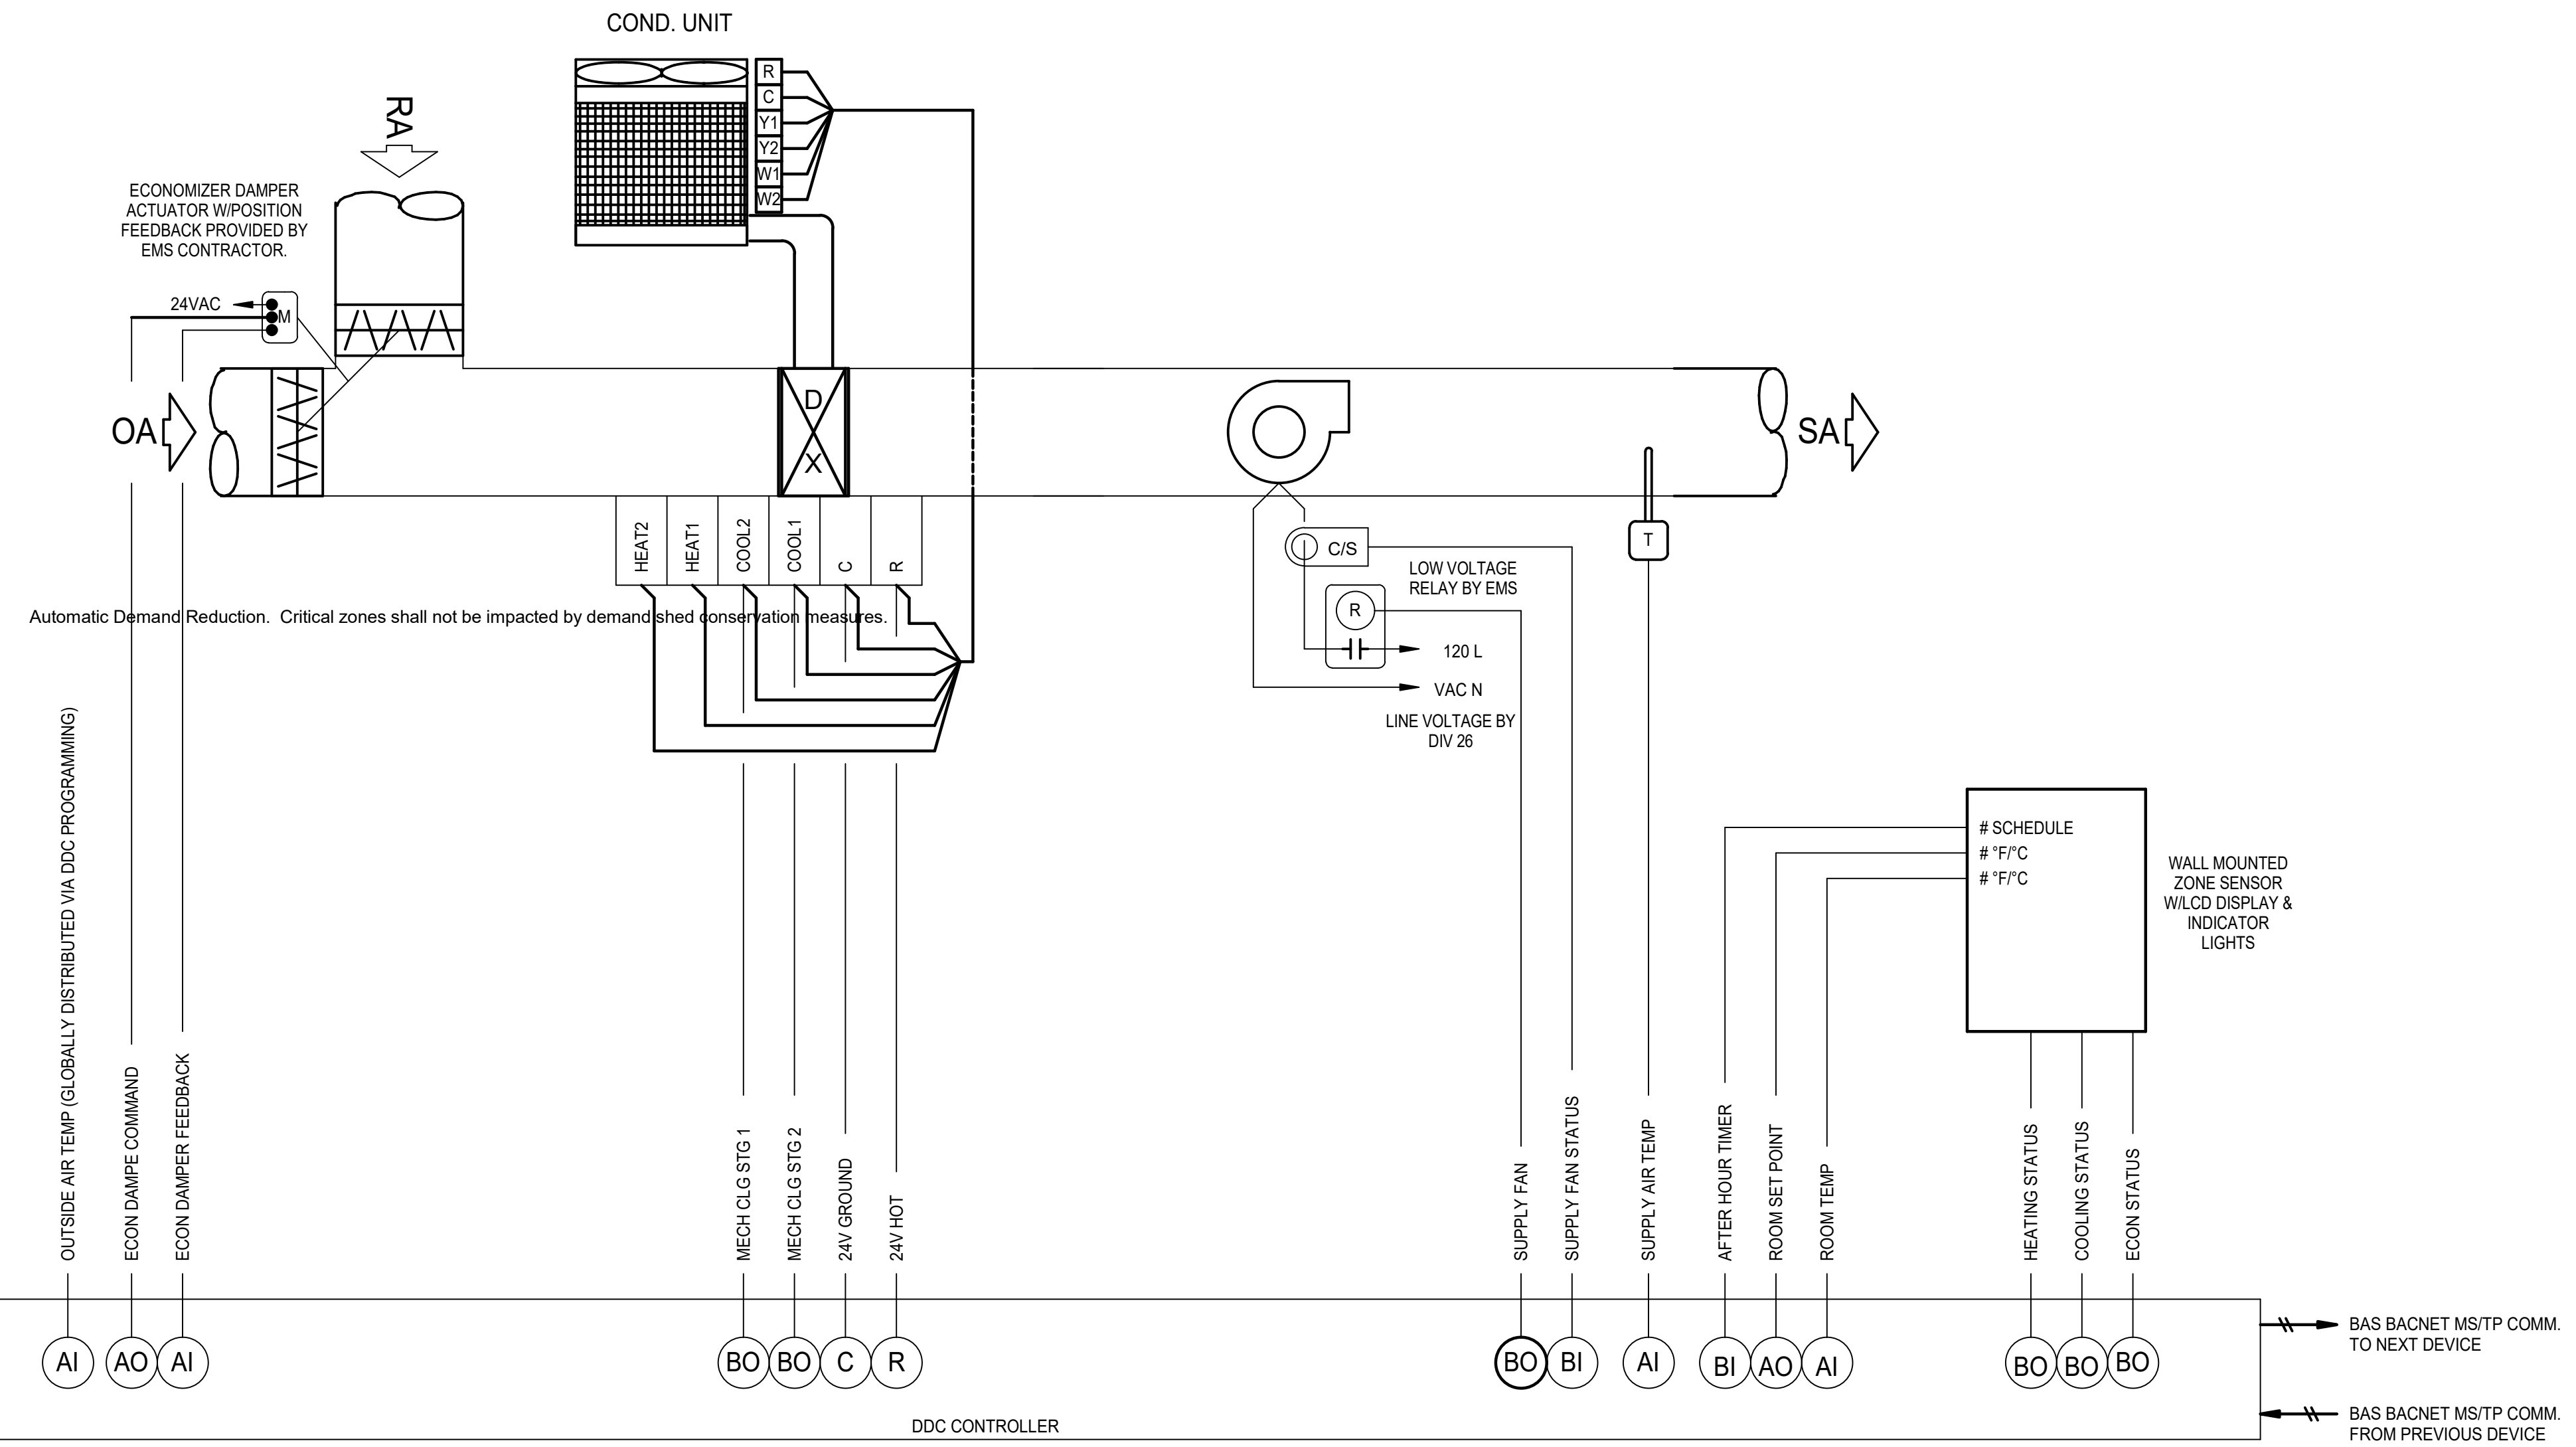 COND. UNIT
R
C
Y1
Y2
W1
W2
RA
ECONOMIZER DAMPER
ACTUATOR W/POSITION
FEEDBACK PROVIDED BY
EMS CONTRACTOR.
24VAC
M
OA
D
X
SA
HEAT2
HEAT1
COOL2
COOL1
C
R
C/S
T
LOW VOLTAGE
RELAY BY EMS
R
120 L
VAC N
LINE VOLTAGE BY
DIV 26
Automatic Demand Reduction.  Critical zones shall not be impacted by demand shed conservation measures.
# SCHEDULE
# °F/°C
# °F/°C
WALL MOUNTED
ZONE SENSOR
W/LCD DISPLAY &
INDICATOR
LIGHTS
OUTSIDE AIR TEMP (GLOBALLY DISTRIBUTED VIA DDC PROGRAMMING)
ECON DAMPE COMMAND
ECON DAMPER FEEDBACK
MECH CLG STG 1
MECH CLG STG 2
24V GROUND
24V HOT
SUPPLY FAN
SUPPLY FAN STATUS
SUPPLY AIR TEMP
AFTER HOUR TIMER
ROOM SET POINT
ROOM TEMP
HEATING STATUS
COOLING STATUS
ECON STATUS
AI
AO
AI
BO
BO
C
R
BO
BI
AI
BI
AO
AI
BO
BO
BO
BAS BACNET MS/TP COMM.
TO NEXT DEVICE
BAS BACNET MS/TP COMM.
FROM PREVIOUS DEVICE
DDC CONTROLLER